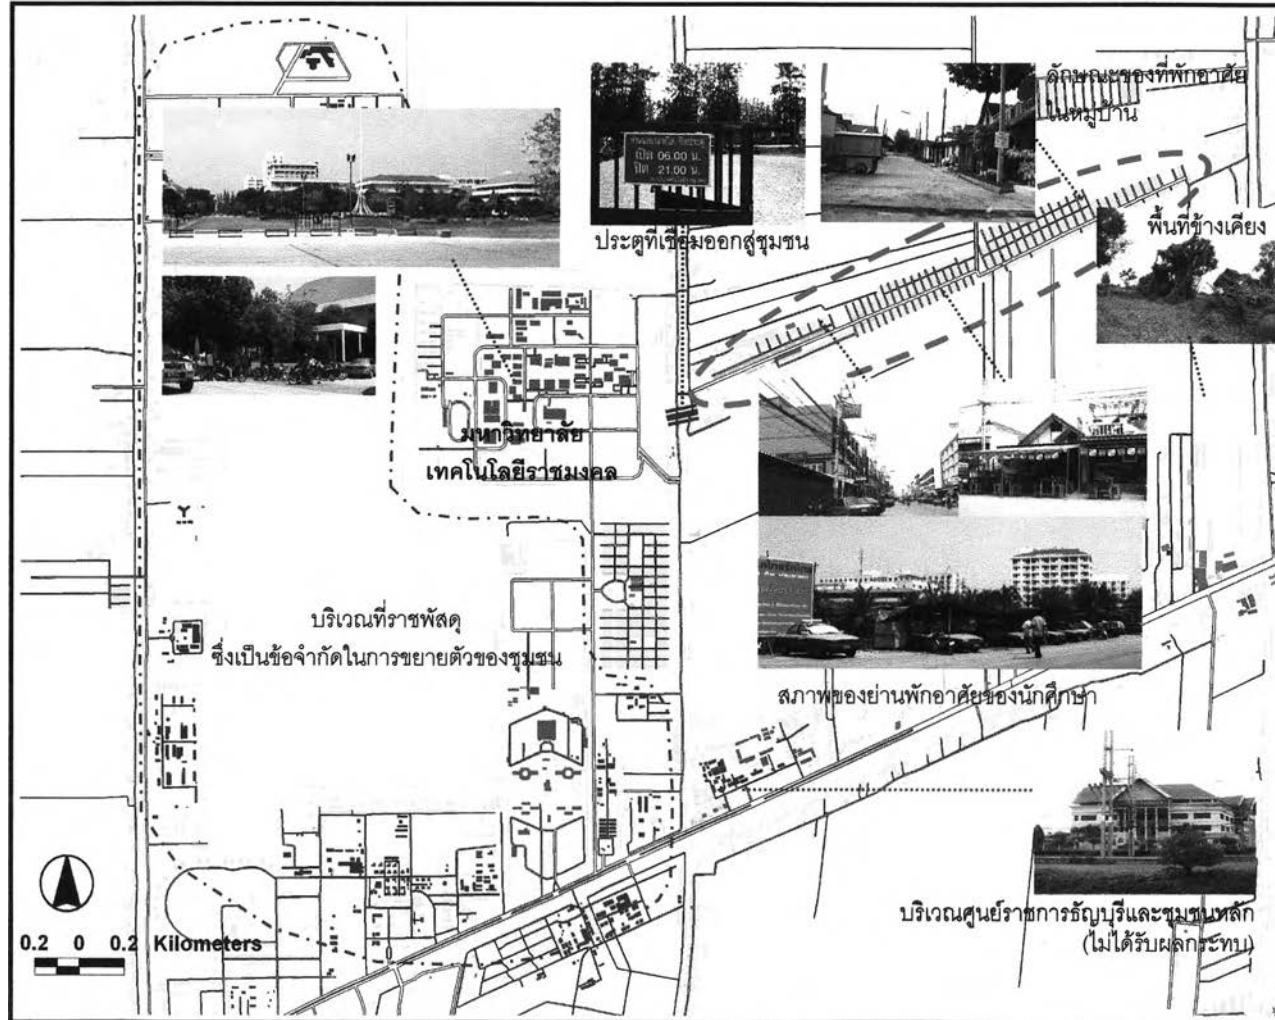 ลักษณะของที่พักอาศัย
ในหมู่บ้าน
เปิด 06.00 น.
ปิด 21.00 น.
ประตูที่เชื่อมออกสู่ชุมชน
พื้นที่ข้างเคียง
มหาวิทยาลัย
เทคโนโลยีราชมงคล
บริเวณที่ราชพัสดุ
ซึ่งเป็นข้อจำกัดในการขยายตัวของชุมชน
สภาพของย่านพักอาศัยของนักศึกษา
บริเวณศูนย์ราชการธัญบุรีและชุมชนหลัก
(ไม่ได้รับผลกระทบ)
0.2 0 0.2 Kilometers